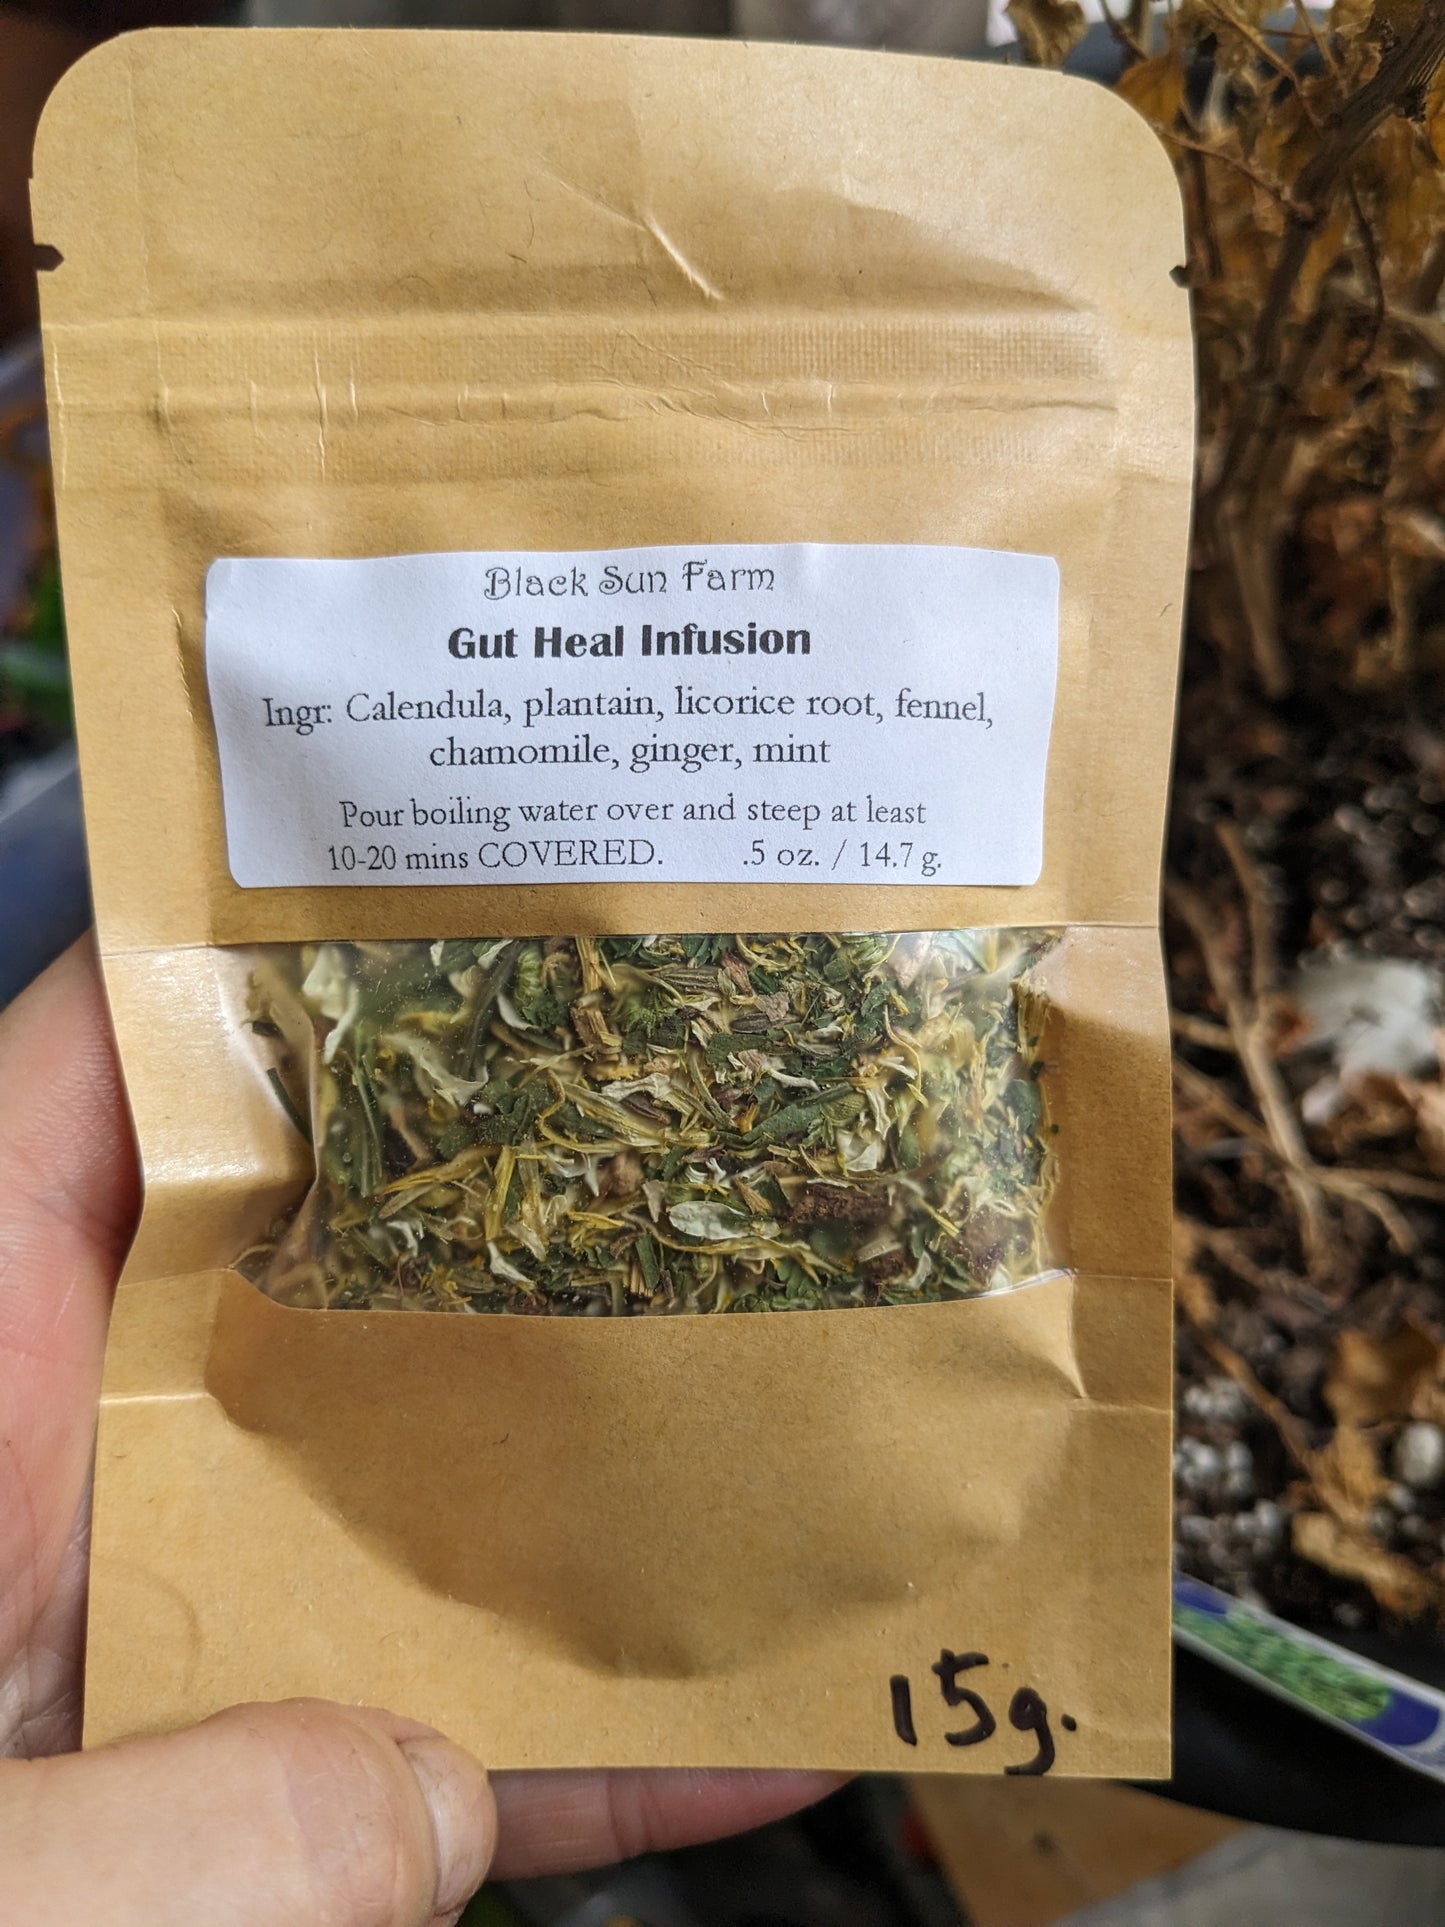 Black Sun Farm
Gut Heal Infusion
Ingr: Calendula, plantain, licorice root, fennel,
chamomile, ginger, mint
Pour boiling water over and steep at least
10-20 mins COVERED. .5 oz. / 14.7 g.
15g.